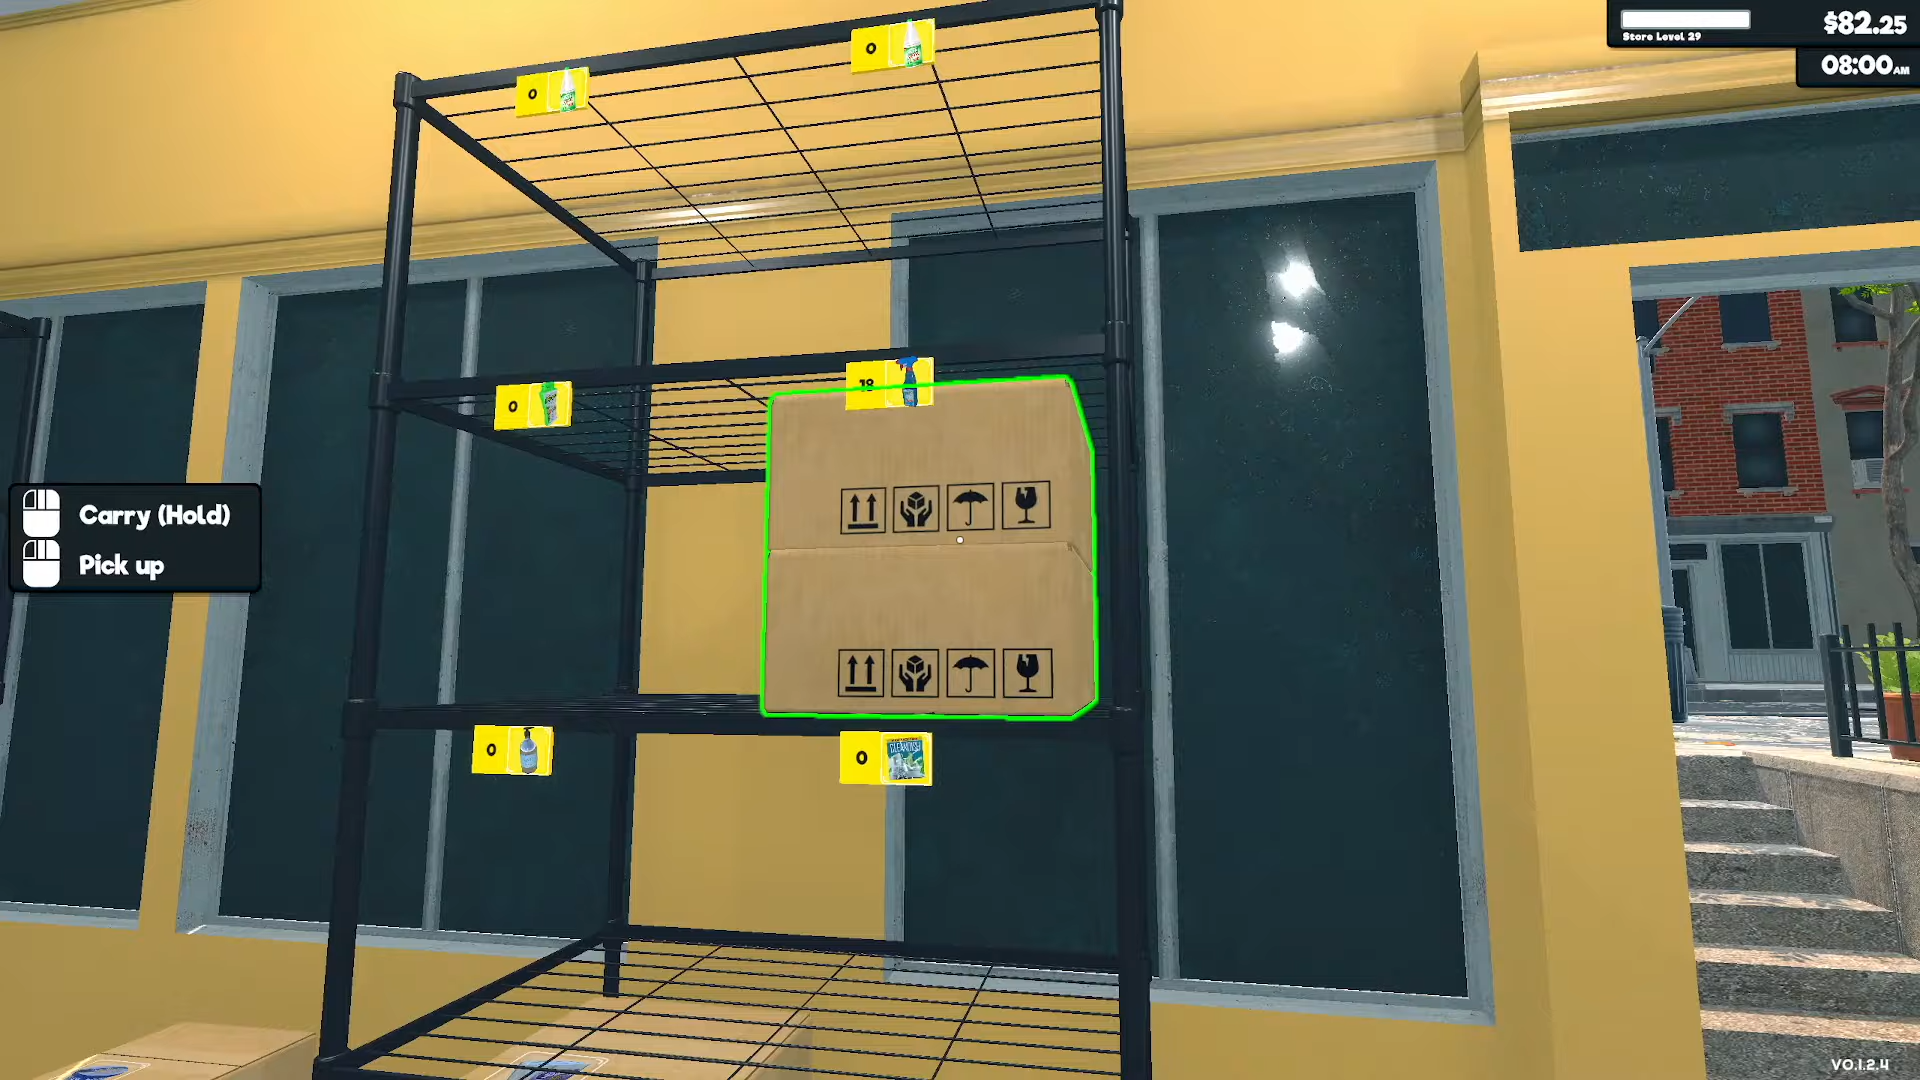 $82.25
Store Level 29
08:00AM
0
0
0
18
Carry (Hold)
Pick up
0
0
CLEANDISH
V0.1.2.4